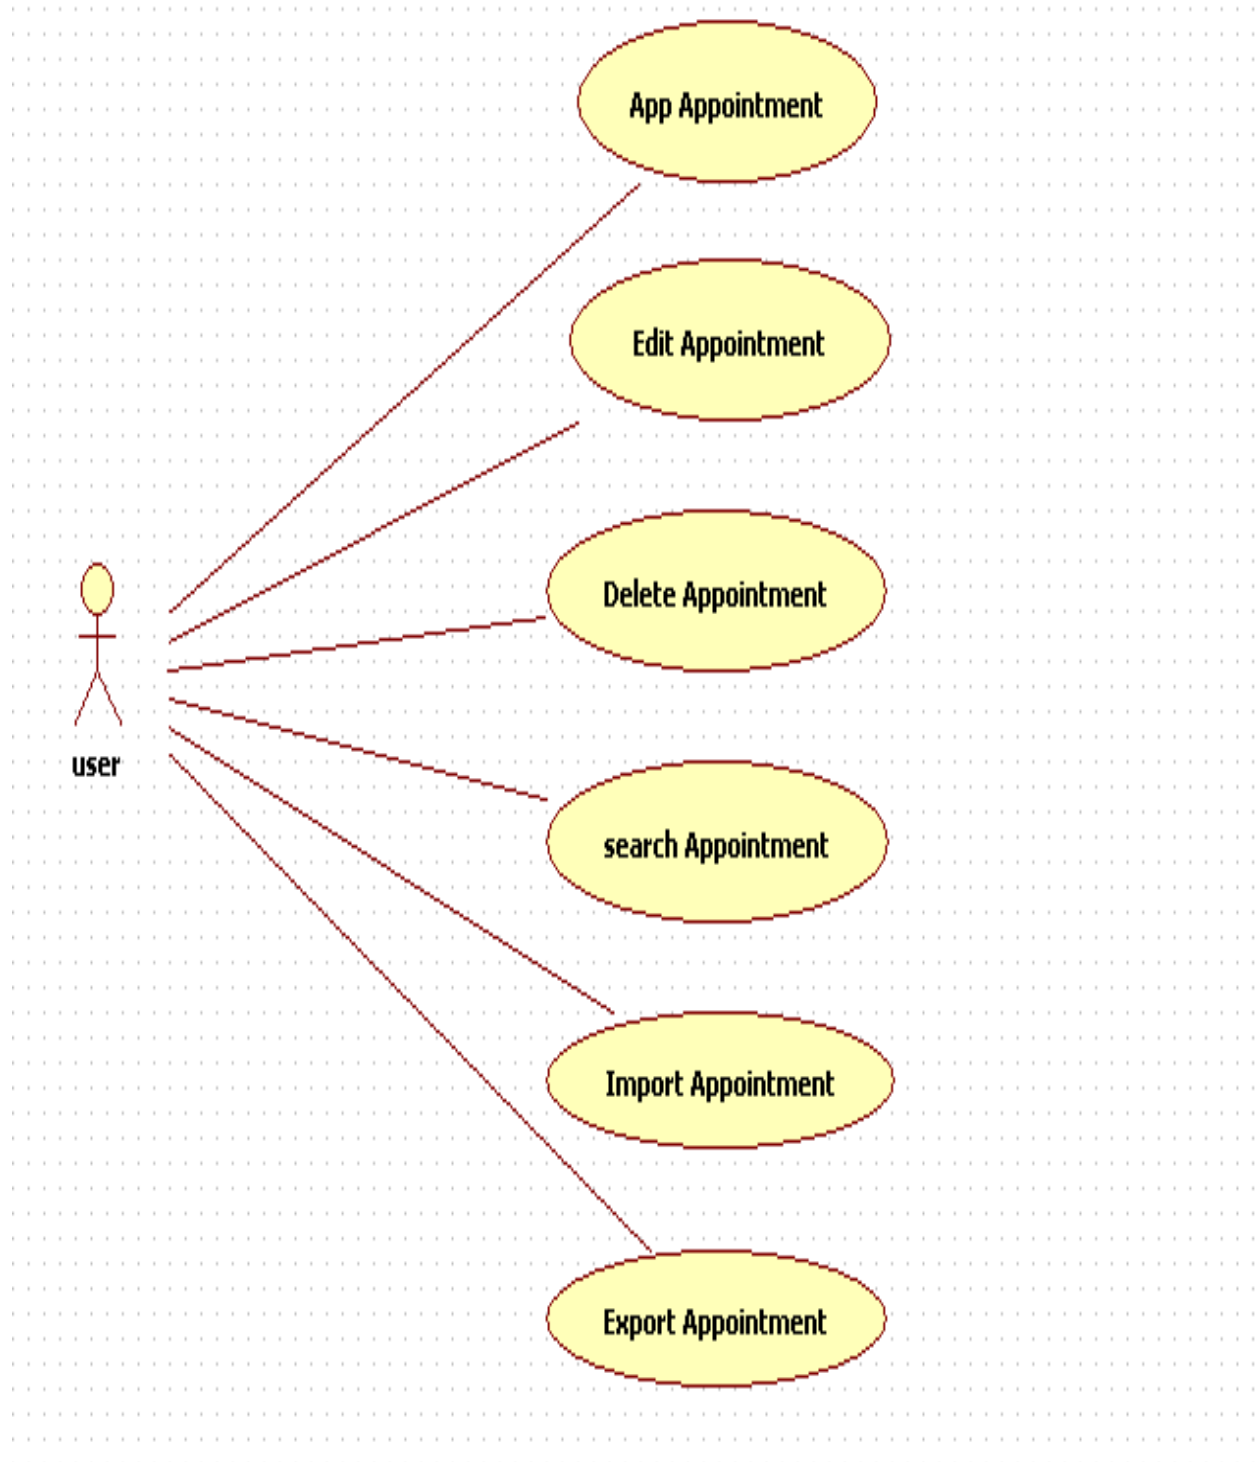 App Appointment
Edit Appointment
Delete Appointment
user
search Appointment
Import Appointment
Export Appointment